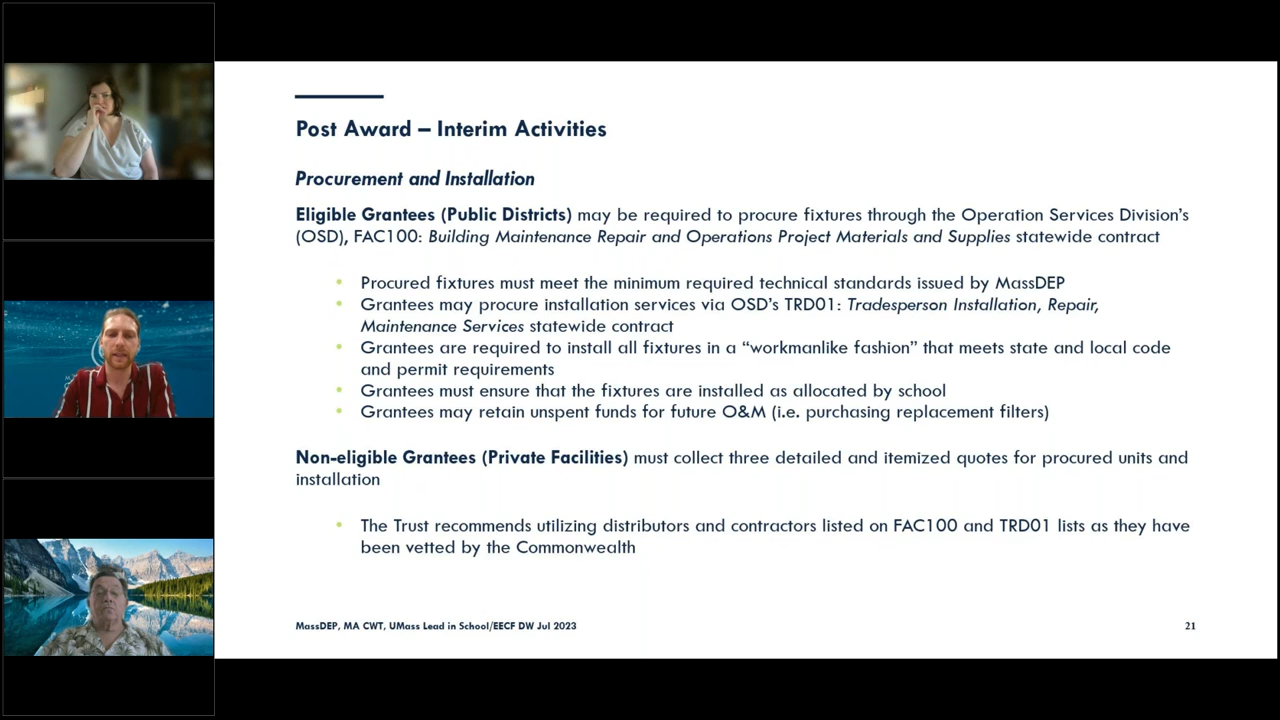 Post Award – Interim Activities
Procurement and Installation
Eligible Grantees (Public Districts) may be required to procure fixtures through the Operation Services Division's
(OSD), FAC100: Building Maintenance Repair and Operations Project Materials and Supplies statewide contract
• Procured fixtures must meet the minimum required technical standards issued by MassDEP
• Grantees may procure installation services via OSD's TRD01: Tradesperson Installation, Repair,
Maintenance Services statewide contract
• Grantees are required to install all fixtures in a “workmanlike fashion” that meets state and local code
and permit requirements
• Grantees must ensure that the fixtures are installed as allocated by school
• Grantees may retain unspent funds for future O&M (i.e. purchasing replacement filters)
Non-eligible Grantees (Private Facilities) must collect three detailed and itemized quotes for procured units and
installation
• The Trust recommends utilizing distributors and contractors listed on FAC100 and TRD01 lists as they have
been vetted by the Commonwealth
MassDEP, MA CWT, UMass Lead in School/EECF DW Jul 2023
21